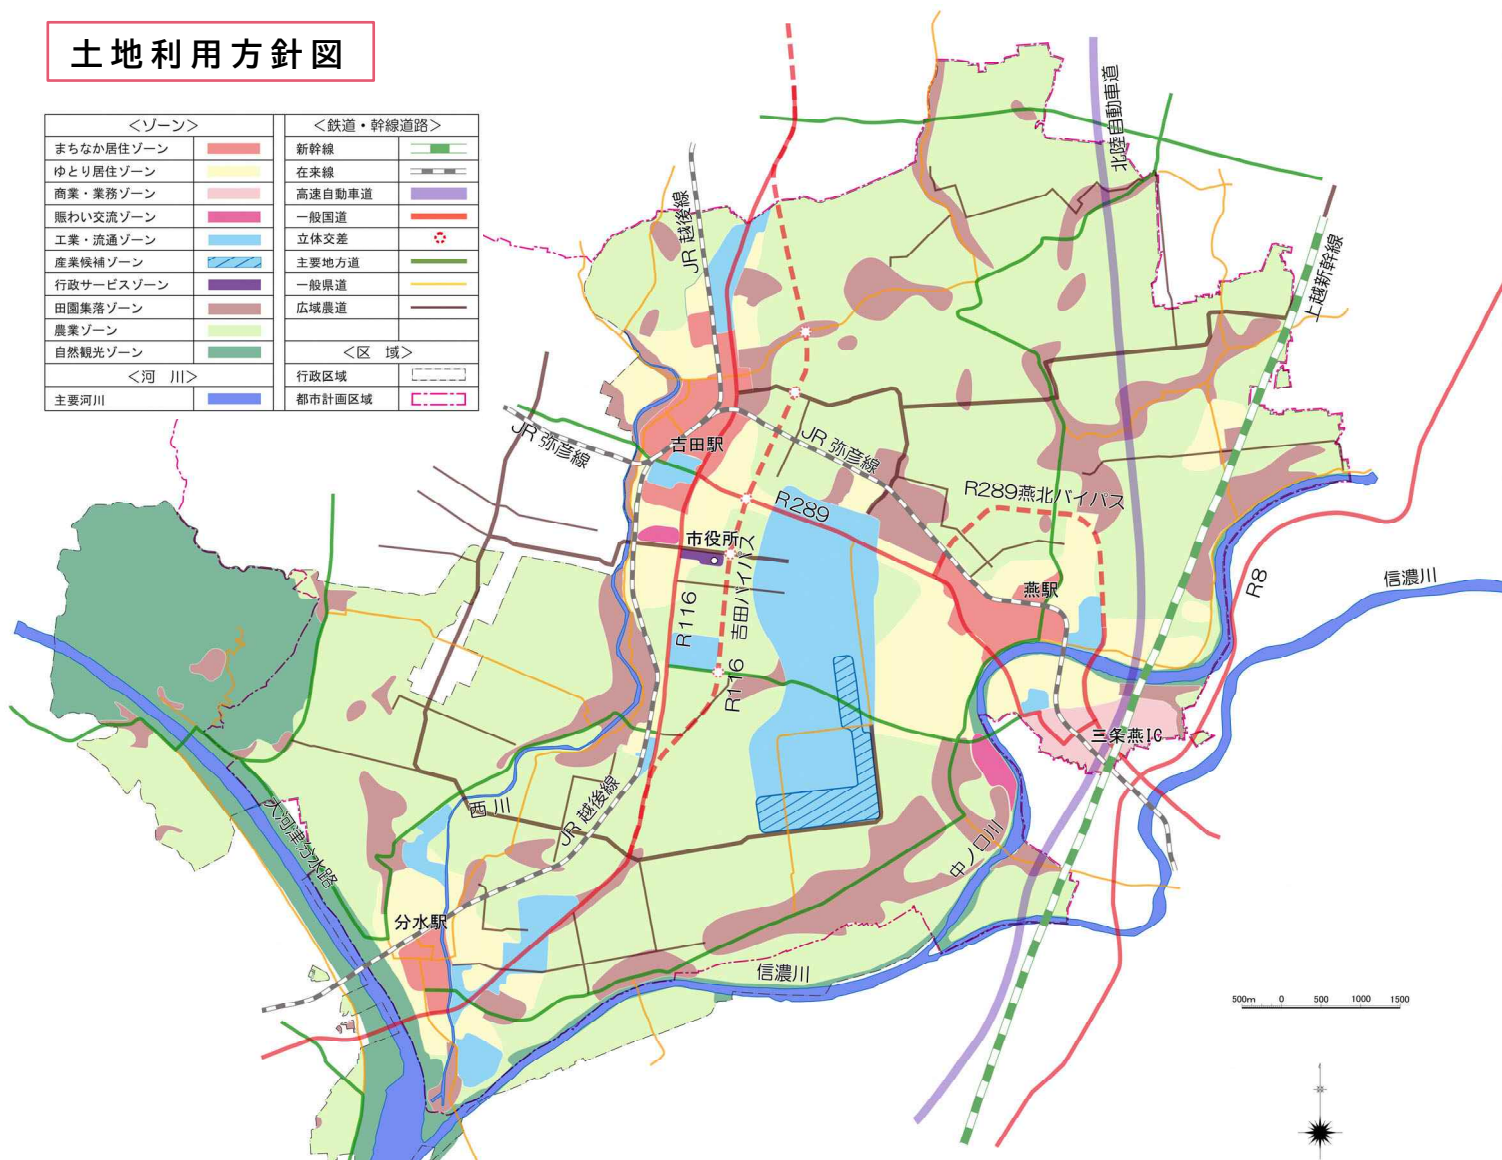 土地利用方針図
＜ゾーン＞
まちなか居住ゾーン
ゆとり居住ゾーン
商業・業務ゾーン
賑わい交流ゾーン
工業・流通ゾーン
産業候補ゾーン
行政サービスゾーン
田園集落ゾーン
農業ゾーン
自然観光ゾーン
＜河　川＞
主要河川
＜鉄道・幹線道路＞
新幹線
在来線
高速自動車道
一般国道
立体交差
主要地方道
一般県道
広域農道
＜区　域＞
行政区域
都市計画区域
北陸自動車道
JR 越後線
上越新幹線
JR 弥彦線
吉田駅
JR 弥彦線
R289燕北バイパス
R289
市役所
吉田バイパス
R116
R116
燕駅
R8
信濃川
三条燕IC
西川
JR 越後線
大河津分水路
中ノ口川
分水駅
信濃川
500m 0 500 1000 1500